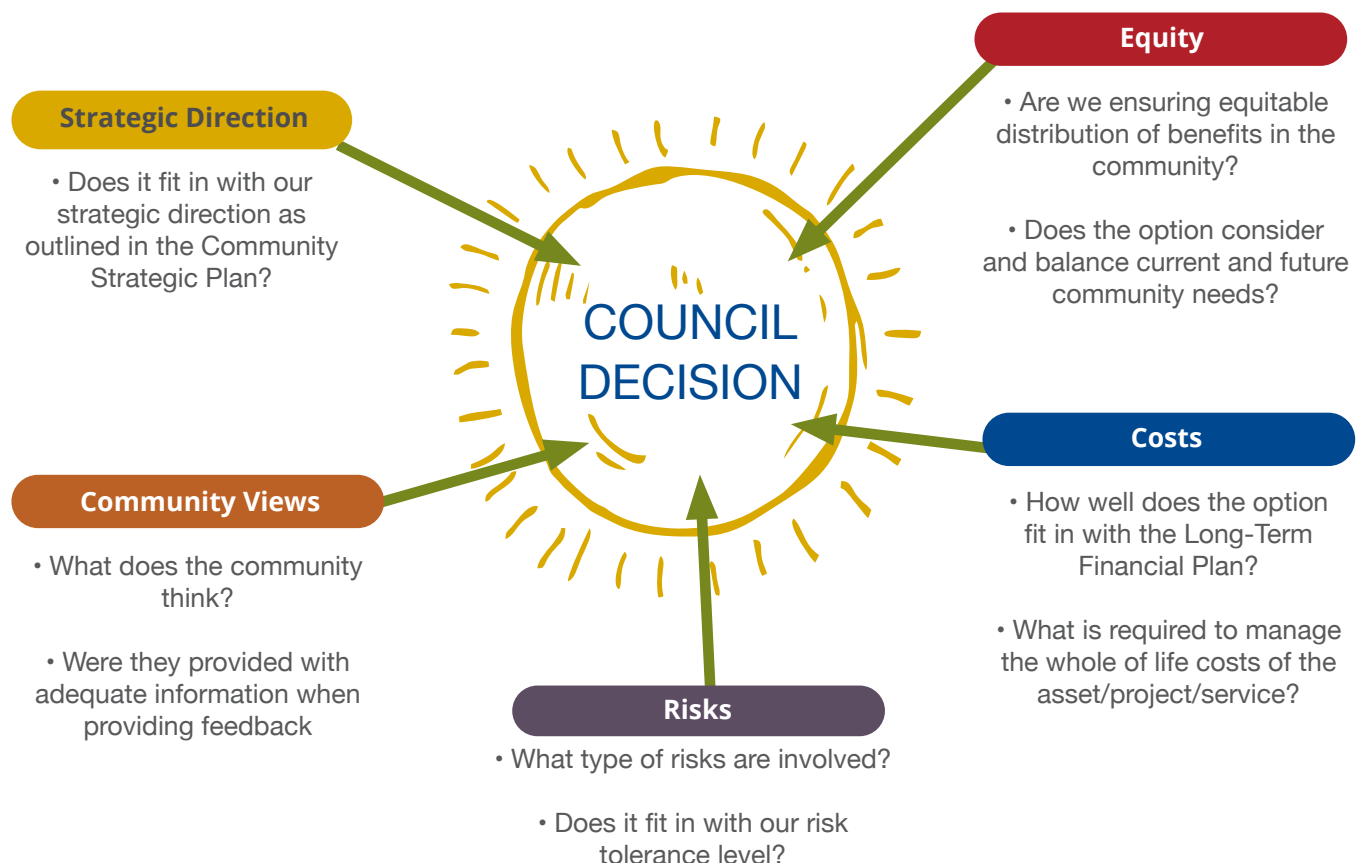 Strategic Direction
• Does it fit in with our
strategic direction as
outlined in the Community
Strategic Plan?
Equity
• Are we ensuring equitable
distribution of benefits in the
community?
• Does the option consider
and balance current and future
community needs?
COUNCIL
DECISION
Community Views
• What does the community
think?
• Were they provided with
adequate information when
providing feedback
Costs
• How well does the option
fit in with the Long-Term
Financial Plan?
• What is required to manage
the whole of life costs of the
asset/project/service?
Risks
• What type of risks are involved?
• Does it fit in with our risk
tolerance level?